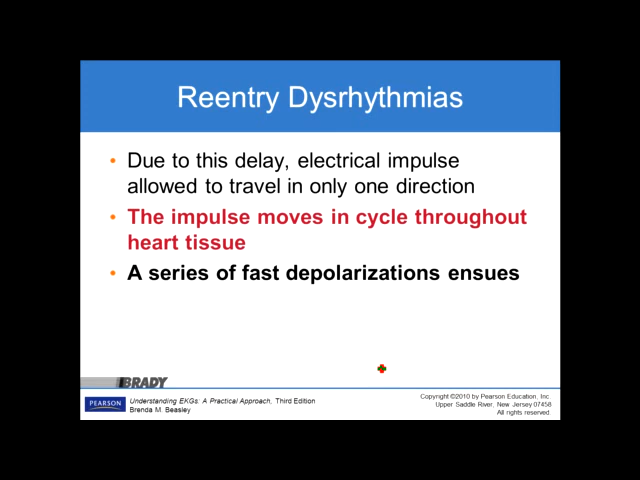 Reentry Dysrhythmias
• Due to this delay, electrical impulse
allowed to travel in only one direction
• The impulse moves in cycle throughout
heart tissue
• A series of fast depolarizations ensues
BRADY
PEARSON
Understanding EKGs: A Practical Approach, Third Edition
Brenda M. Beasley
Copyright ©2010 by Pearson Education, Inc.
Upper Saddle River, New Jersey 07458
All rights reserved.